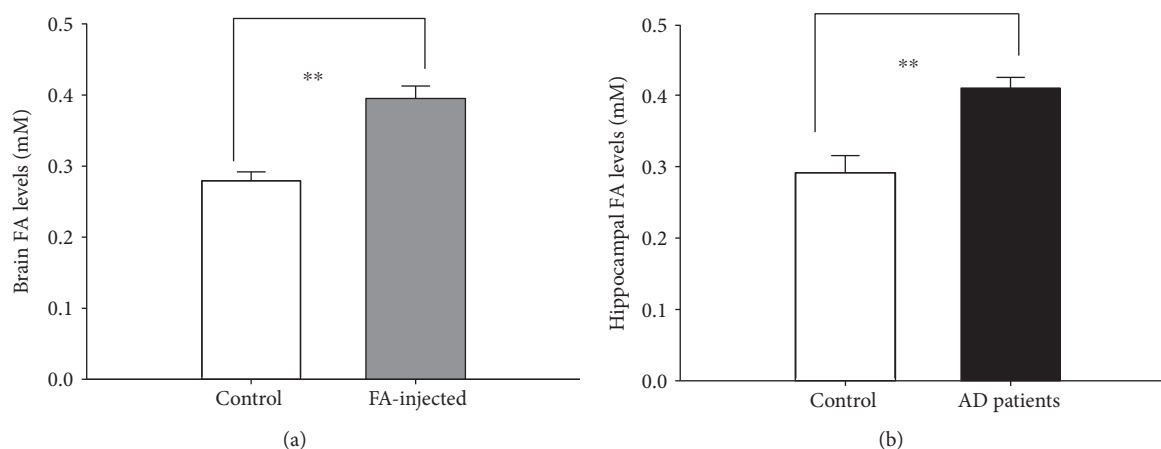 0.5
0.4
0.3
0.2
0.1
0.0
Brain FA levels (mM)
**
Control FA-injected
(a)
0.5
0.4
0.3
0.2
0.1
0.0
Hippocampal FA levels (mM)
**
Control AD patients
(b)